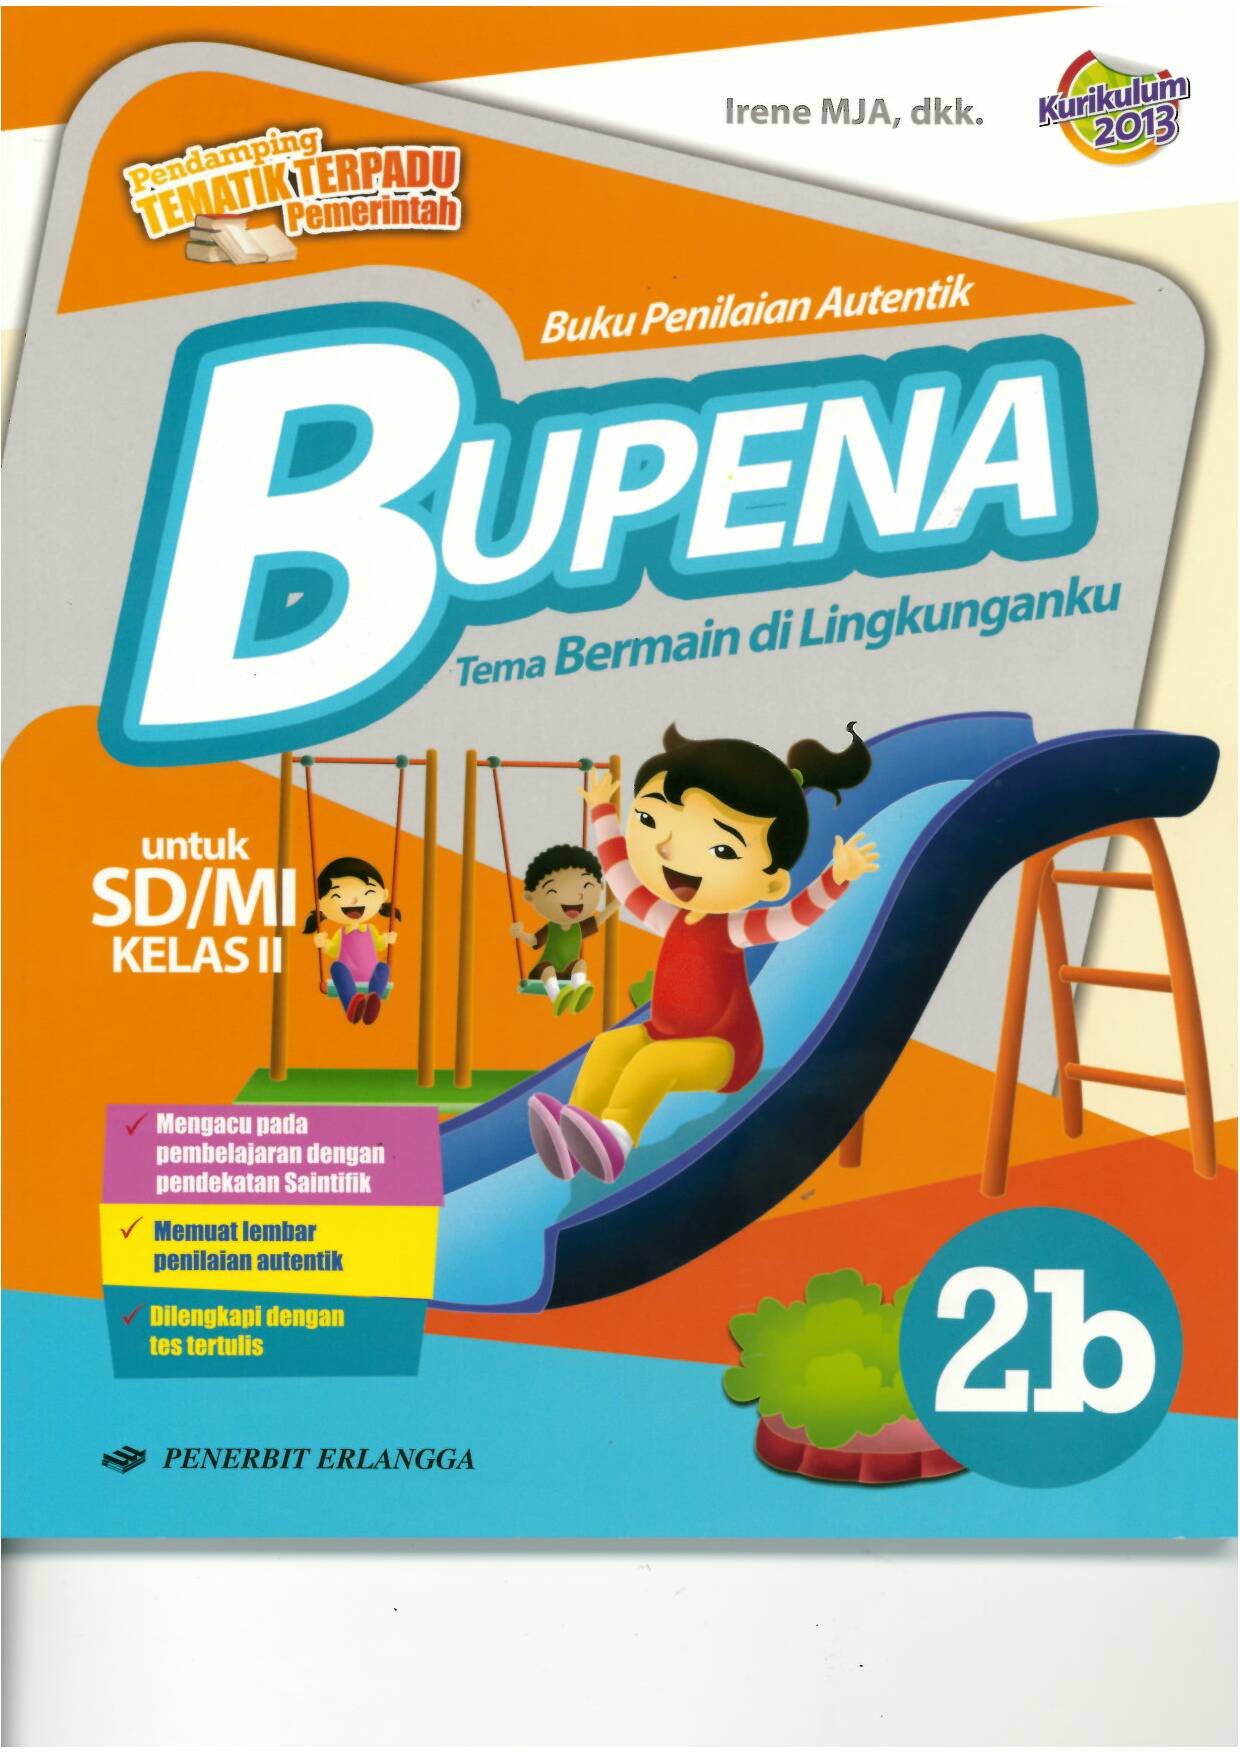 Irene MJA, dkk.
Kurikulum
2013
Pendamping
TEMATIK TERPADU
Pemerintah
Buku Penilaian Autentik
BUPENA
Tema Bermain di Lingkunganku
untuk
SD/MI
KELAS II
Mengacu pada
pembelajaran dengan
pendekatan Saintifik
Memuat lembar
penilaian autentik
Dilengkapi dengan
tes tertulis
2b
PENERBIT ERLANGGA